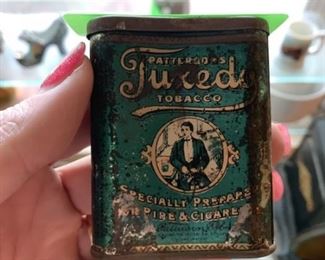 PATTERSON'S
Tuxedo
TOBACCO
SPECIALLY PREPARED
FOR PIPE & CIGARETTE